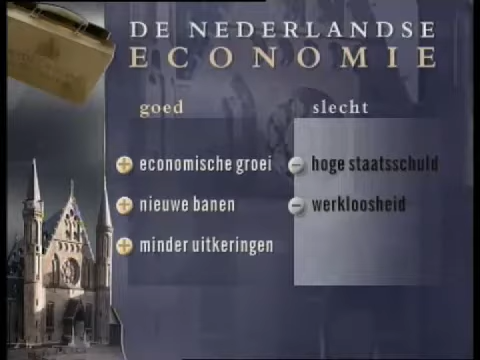 DE NEDERLANDSE
ECONOMIE
goed
slecht
+ economische groei
- hoge staatsschuld
+ nieuwe banen
- werkloosheid
+ minder uitkeringen